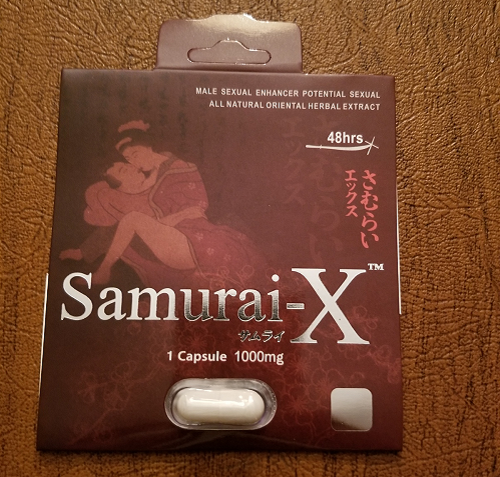 MALE SEXUAL ENHANCER POTENTIAL SEXUAL
ALL NATURAL ORIENTAL HERBAL EXTRACT
48hrs
さむらい
エックス
Samurai-X™
サムライ
1 Capsule 1000mg